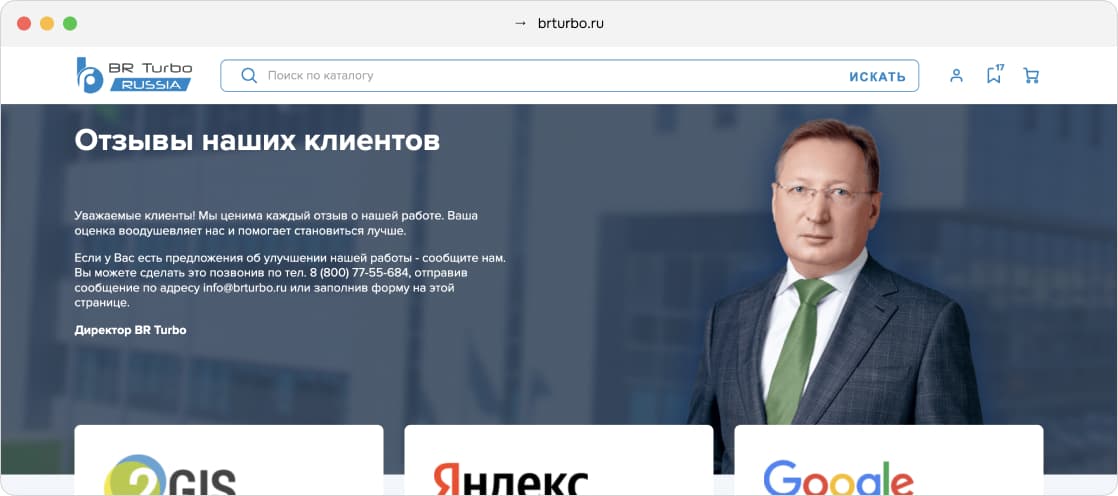 → brturbo.ru
BR Turbo
RUSSIA
Поиск по каталогу
ИСКАТЬ
17
Отзывы наших клиентов
Уважаемые клиенты! Мы ценима каждый отзыв о нашей работе. Ваша
оценка воодушевляет нас и помогает становиться лучше.
Если у Вас есть предложения об улучшении нашей работы - сообщите нам.
Вы можете сделать это позвонив по тел. 8 (800) 77-55-684, отправив
сообщение по адресу info@brturbo.ru или заполнив форму на этой
странице.
Директор BR Turbo
2GIS
Яндекс
Google